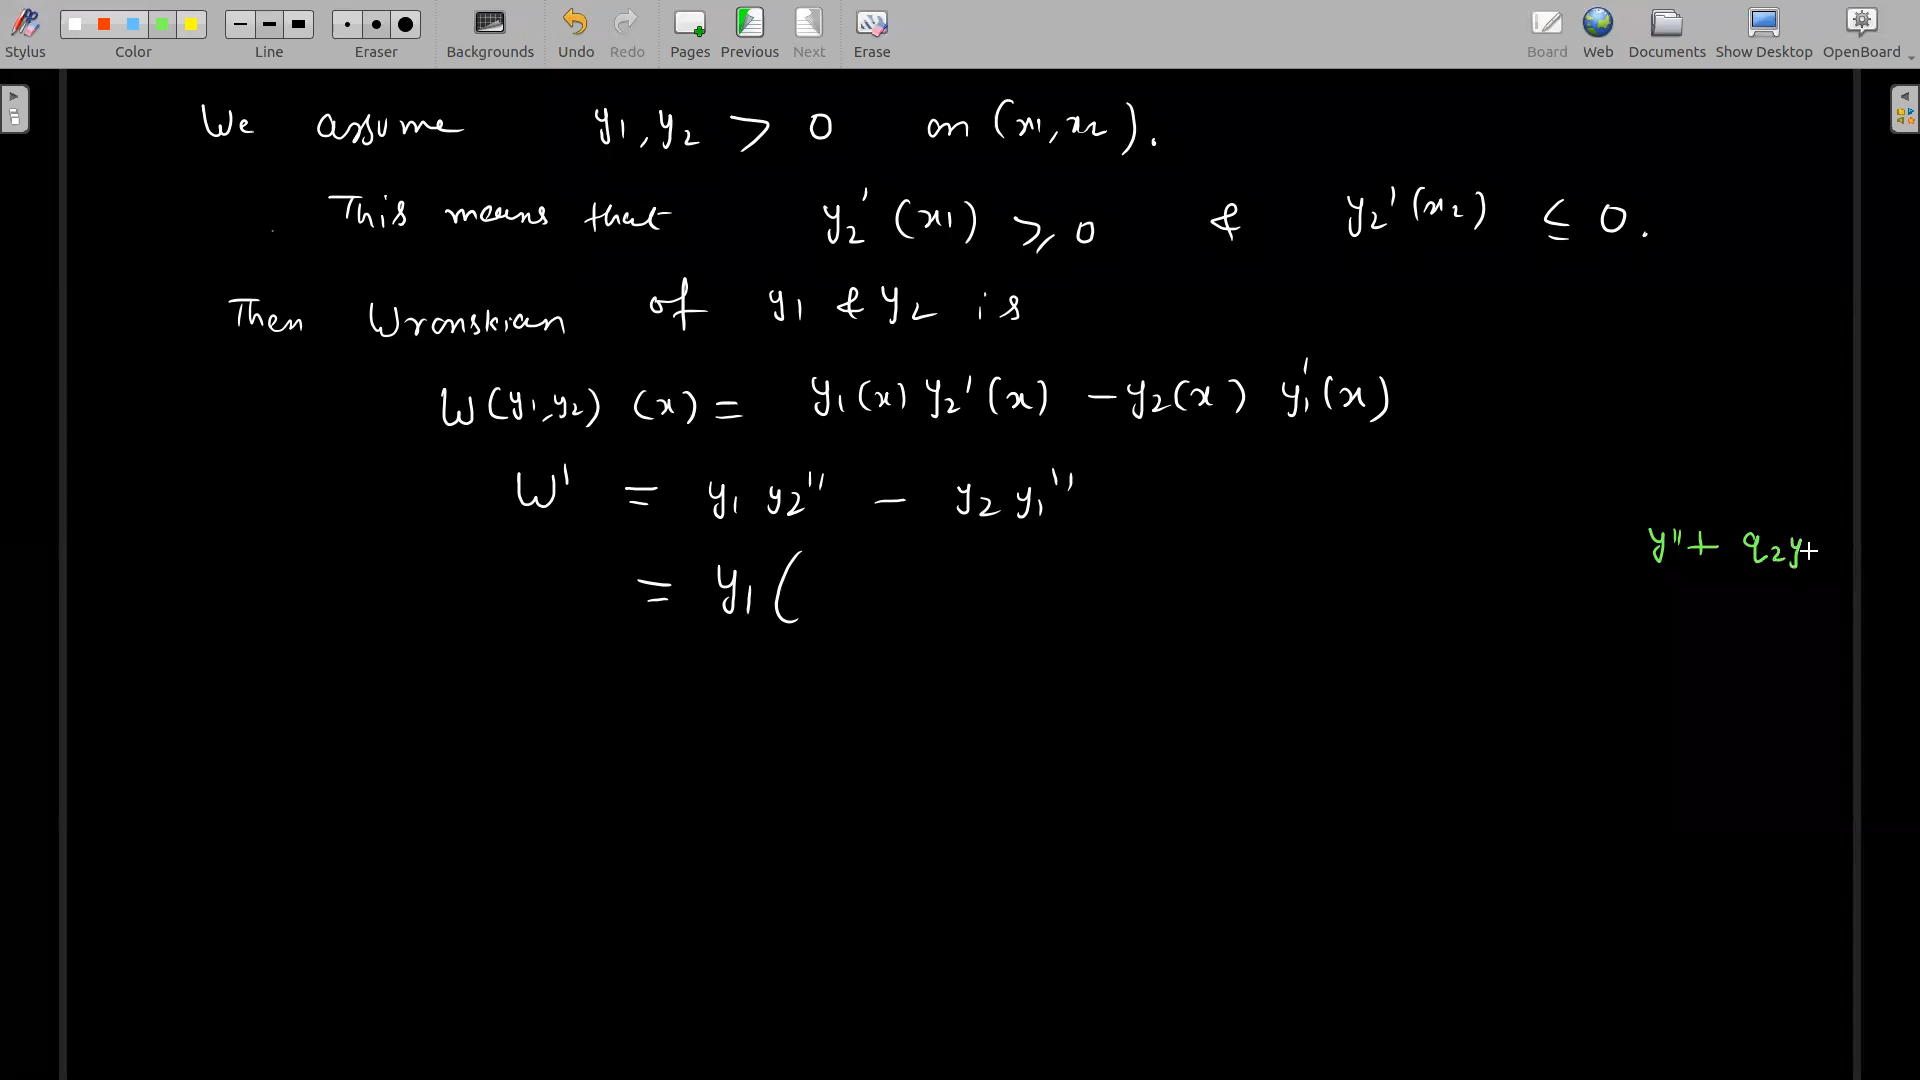 Stylus Color Line Eraser Backgrounds Undo Redo Pages Previous Next Erase Board Web Documents Show Desktop OpenBoard
We assume y₁, y₂ > 0 on (x₁, x₂).
This means that y₂'(x₁) ⩾ 0 & y₂'(x₂) ≤ 0.
Then Wronskian of y₁ & y₂ is
W(y₁,y₂) (x) = y₁(x) y₂'(x) - y₂(x) y₁'(x)
W' = y₁ y₂'' - y₂ y₁''
y'' + q₂y
= y₁ (